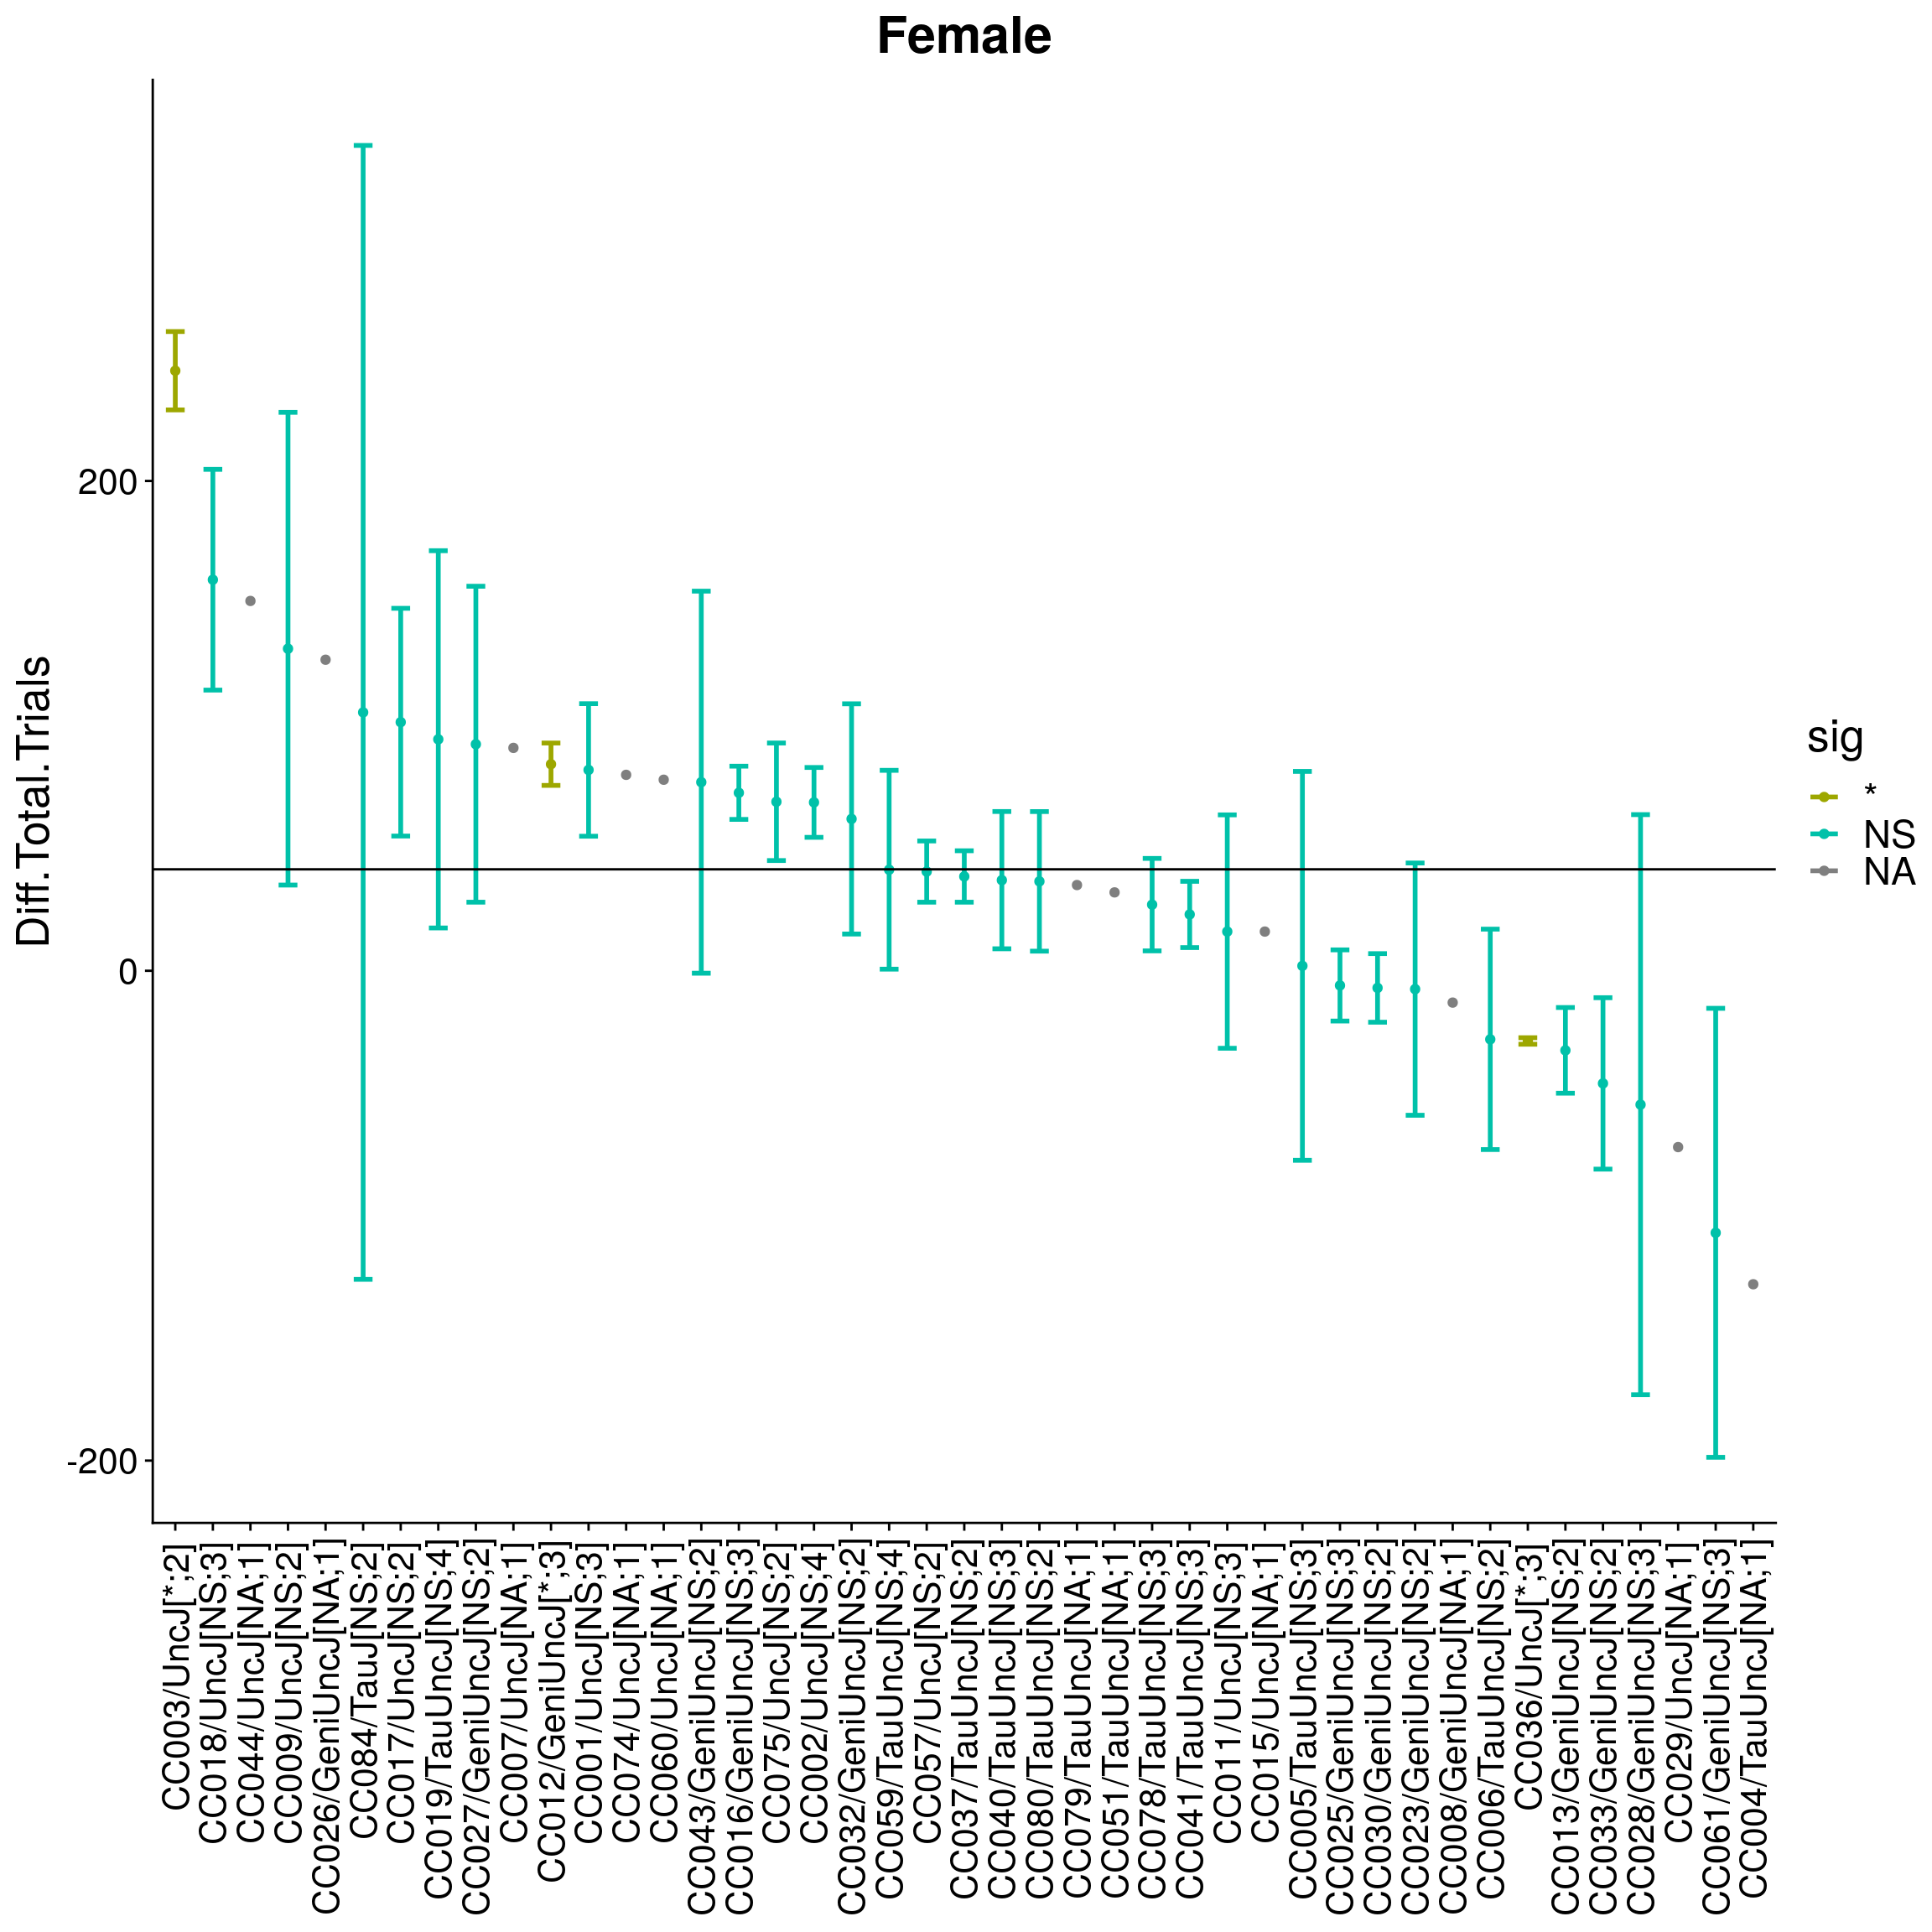 Female
Diff.Total.Trials
200
0
-200
sig
*
NS
NA
CC003/UncJ[*;2]
CC018/UncJ[NS;3]
CC044/UncJ[NA;1]
CC009/UncJ[NS;2]
CC026/GeniUncJ[NA;1]
CC084/TauJ[NS;2]
CC017/UncJ[NS;2]
CC019/TauUncJ[NS;4]
CC027/GeniUncJ[NS;2]
CC007/UncJ[NA;1]
CC012/GeniUncJ[*;3]
CC001/UncJ[NS;3]
CC074/UncJ[NA;1]
CC060/UncJ[NA;1]
CC043/GeniUncJ[NS;2]
CC016/GeniUncJ[NS;3]
CC075/UncJ[NS;2]
CC002/UncJ[NS;4]
CC032/GeniUncJ[NS;2]
CC059/TauUncJ[NS;4]
CC057/UncJ[NS;2]
CC037/TauUncJ[NS;2]
CC040/TauUncJ[NS;3]
CC080/TauUncJ[NS;2]
CC079/TauUncJ[NA;1]
CC051/TauUncJ[NA;1]
CC078/TauUncJ[NS;3]
CC041/TauUncJ[NS;3]
CC011/UncJ[NS;3]
CC015/UncJ[NA;1]
CC005/TauUncJ[NS;3]
CC025/GeniUncJ[NS;3]
CC030/GeniUncJ[NS;2]
CC023/GeniUncJ[NS;2]
CC008/GeniUncJ[NA;1]
CC006/TauUncJ[NS;2]
CC036/UncJ[*;3]
CC013/GeniUncJ[NS;2]
CC033/GeniUncJ[NS;2]
CC028/GeniUncJ[NS;3]
CC029/UncJ[NA;1]
CC061/GeniUncJ[NS;3]
CC004/TauUncJ[NA;1]